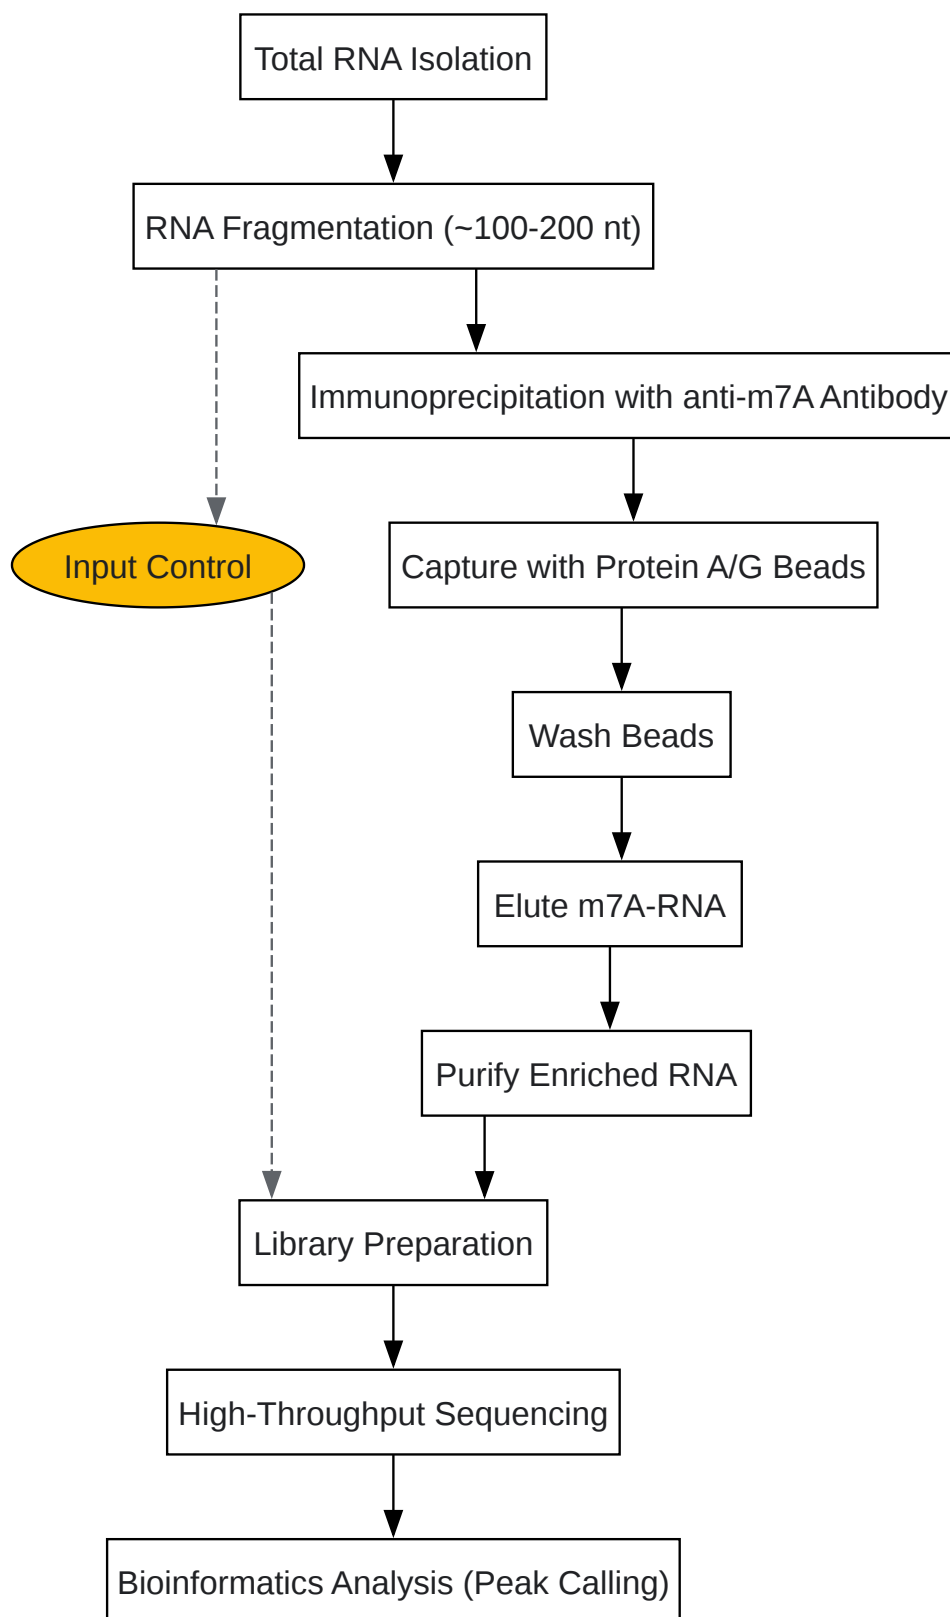 Total RNA Isolation
RNA Fragmentation (~100-200 nt)
Immunoprecipitation with anti-m7A Antibody
Input Control
Capture with Protein A/G Beads
Wash Beads
Elute m7A-RNA
Purify Enriched RNA
Library Preparation
High-Throughput Sequencing
Bioinformatics Analysis (Peak Calling)